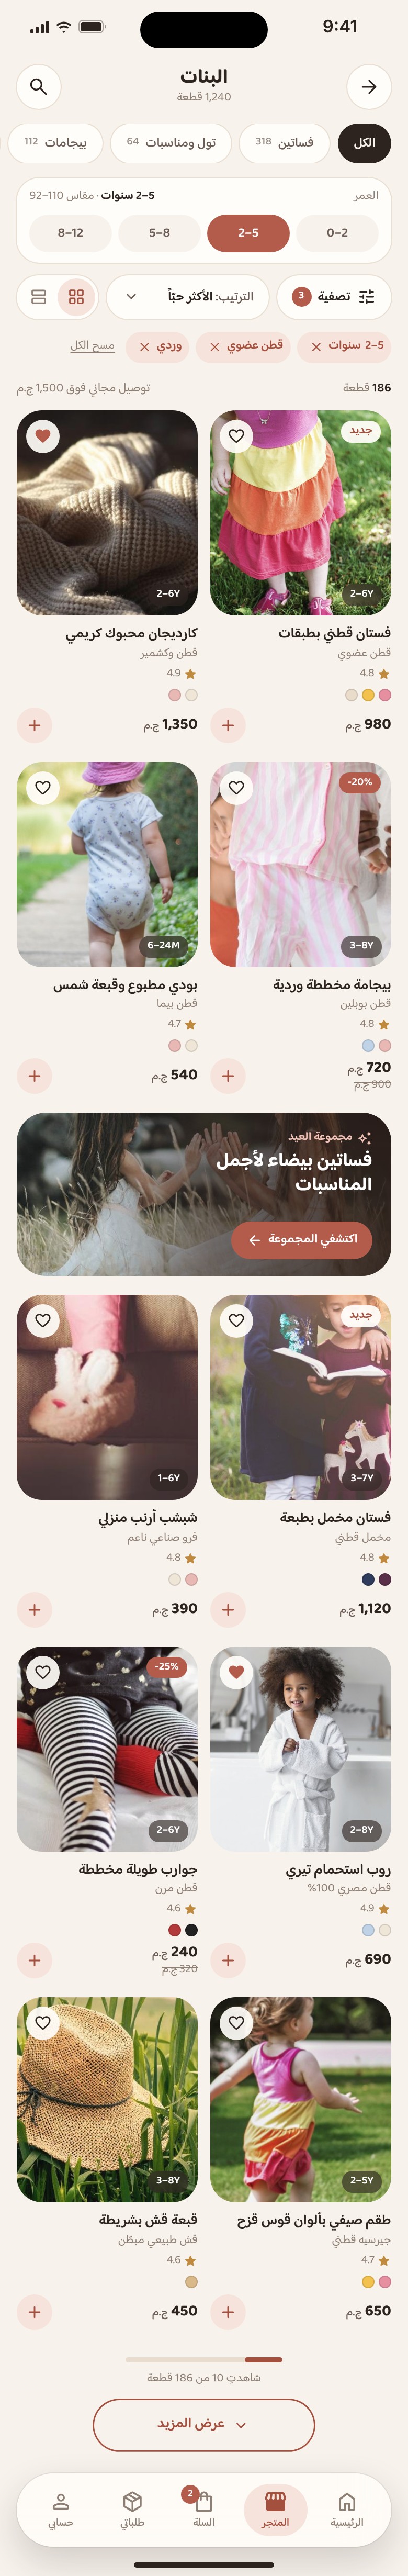 9:41
البنات
1,240 قطعة
الكل
فساتين 318
تول ومناسبات 64
بيجامات 112
العمر
2–5 سنوات · مقاس 110–92
0–2
2–5
5–8
8–12
تصفية 3
الترتيب: الأكثر حبًّا
2–5 سنوات
قطن عضوي
وردي
مسح الكل
186 قطعة
توصيل مجاني فوق 1,500 ج.م
جديد
2–6Y
فستان قطني بطبقات
قطن عضوي
4.8
980 ج.م
2–6Y
كارديجان محبوك كريمي
قطن وكشمير
4.9
1,350 ج.م
-20%
3–8Y
بيجامة مخططة وردية
قطن بوبلين
4.8
720 ج.م
900 ج.م
6–24M
بودي مطبوع وقبعة شمس
قطن بيما
4.7
540 ج.م
مجموعة العيد
فساتين بيضاء لأجمل
المناسبات
اكتشفي المجموعة
جديد
3–7Y
فستان مخمل بطبعة
مخمل قطني
4.8
1,120 ج.م
1–6Y
شبشب أرنب منزلي
فرو صناعي ناعم
4.8
390 ج.م
2–8Y
روب استحمام تيري
قطن مصري 100%
4.9
690 ج.م
-25%
2–6Y
جوارب طويلة مخططة
قطن مرن
4.6
240 ج.م
320 ج.م
2–5Y
طقم صيفي بألوان قوس قزح
جيرسيه قطني
4.7
650 ج.م
3–8Y
قبعة قش بشريطة
قش طبيعي مبطّن
4.6
450 ج.م
شاهدتِ 10 من 186 قطعة
عرض المزيد
الرئيسية
المتجر
2
السلة
طلباتي
حسابي